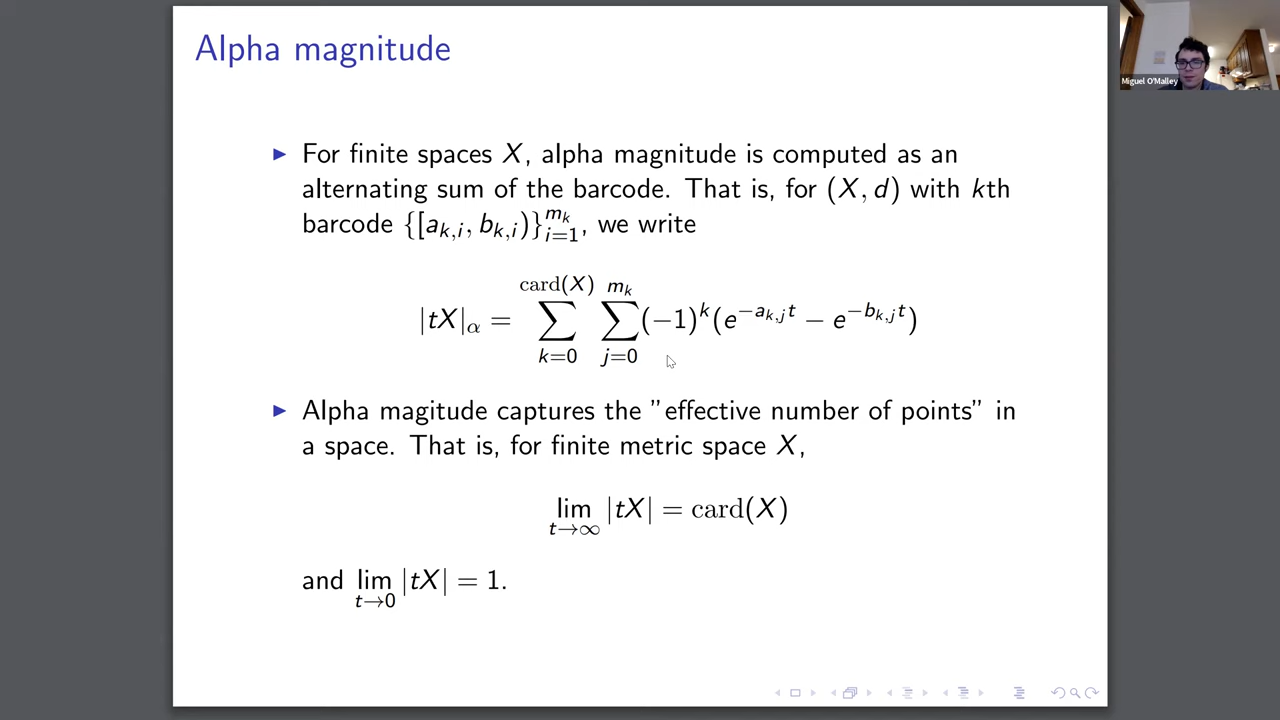 Alpha magnitude
Miguel O'Malley
▶ For finite spaces X, alpha magnitude is computed as an
alternating sum of the barcode. That is, for (X, d) with kth
barcode {[a_{k,i}, b_{k,i})}_{i=1}^{m_k}, we write
|tX|_α = ∑_{k=0}^{card(X)} ∑_{j=0}^{m_k} (−1)^k (e^{−a_{k,j}t} − e^{−b_{k,j}t})
▶ Alpha magitude captures the ”effective number of points” in
a space. That is, for finite metric space X,
lim_{t→∞} |tX| = card(X)
and lim_{t→0} |tX| = 1.